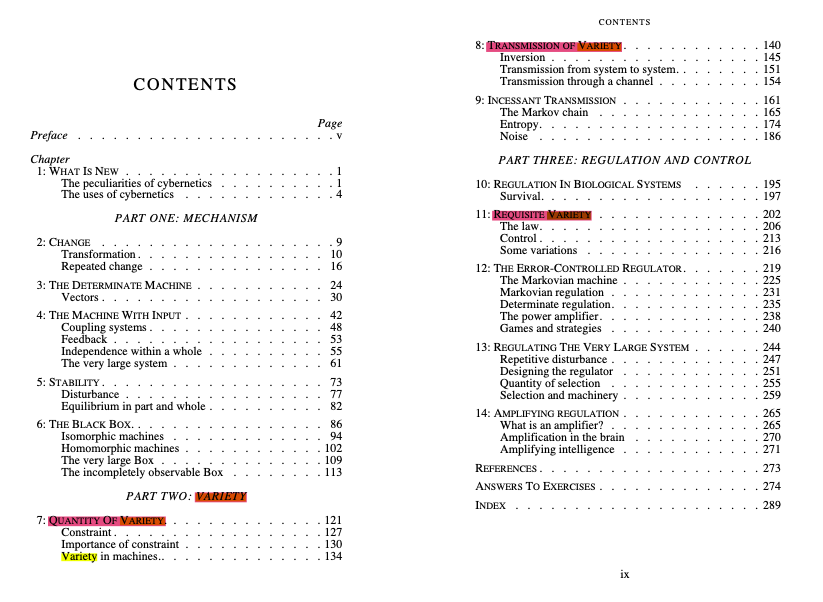 CONTENTS
Page
Preface . . . . . . . . . . . . . . . . . . . . . . v
Chapter
1: WHAT IS NEW . . . . . . . . . . . . . . . . . . 1
The peculiarities of cybernetics . . . . . . . . . 1
The uses of cybernetics . . . . . . . . . . . . 4
PART ONE: MECHANISM
2: CHANGE . . . . . . . . . . . . . . . . . . . 9
Transformation . . . . . . . . . . . . . . . 10
Repeated change . . . . . . . . . . . . . . 16
3: THE DETERMINATE MACHINE . . . . . . . . . . . 24
Vectors . . . . . . . . . . . . . . . . . . 30
4: THE MACHINE WITH INPUT . . . . . . . . . . . . 42
Coupling systems . . . . . . . . . . . . . . 48
Feedback . . . . . . . . . . . . . . . . . 53
Independence within a whole . . . . . . . . . . 55
The very large system . . . . . . . . . . . . . 61
5: STABILITY . . . . . . . . . . . . . . . . . . 73
Disturbance . . . . . . . . . . . . . . . . 77
Equilibrium in part and whole . . . . . . . . . . 82
6: THE BLACK BOX. . . . . . . . . . . . . . . . 86
Isomorphic machines . . . . . . . . . . . . . 94
Homomorphic machines . . . . . . . . . . . . 102
The very large Box . . . . . . . . . . . . . 109
The incompletely observable Box . . . . . . . . 113
PART TWO: VARIETY
7: QUANTITY OF VARIETY. . . . . . . . . . . . . . 121
Constraint . . . . . . . . . . . . . . . . . 127
Importance of constraint . . . . . . . . . . . . 130
Variety in machines.. . . . . . . . . . . . . . 134
CONTENTS
8: TRANSMISSION OF VARIETY. . . . . . . . . . . . 140
Inversion . . . . . . . . . . . . . . . . . 145
Transmission from system to system. . . . . . . . 151
Transmission through a channel . . . . . . . . . 154
9: INCESSANT TRANSMISSION . . . . . . . . . . . . 161
The Markov chain . . . . . . . . . . . . . . 165
Entropy. . . . . . . . . . . . . . . . . . 174
Noise . . . . . . . . . . . . . . . . . . 186
PART THREE: REGULATION AND CONTROL
10: REGULATION IN BIOLOGICAL SYSTEMS . . . . . . . 195
Survival. . . . . . . . . . . . . . . . . . 197
11: REQUISITE VARIETY . . . . . . . . . . . . . . 202
The law. . . . . . . . . . . . . . . . . . 206
Control . . . . . . . . . . . . . . . . . . 213
Some variations . . . . . . . . . . . . . . 216
12: THE ERROR-CONTROLLED REGULATOR . . . . . . . 219
The Markovian machine . . . . . . . . . . . . 225
Markovian regulation . . . . . . . . . . . . . 231
Determinate regulation. . . . . . . . . . . . . 235
The power amplifier. . . . . . . . . . . . . . 238
Games and strategies . . . . . . . . . . . . . 240
13: REGULATING THE VERY LARGE SYSTEM . . . . . . 244
Repetitive disturbance . . . . . . . . . . . . . 247
Designing the regulator . . . . . . . . . . . . 251
Quantity of selection . . . . . . . . . . . . . 255
Selection and machinery . . . . . . . . . . . . 259
14: AMPLIFYING REGULATION . . . . . . . . . . . . 265
What is an amplifier? . . . . . . . . . . . . . 265
Amplification in the brain . . . . . . . . . . . 270
Amplifying intelligence . . . . . . . . . . . . 271
REFERENCES . . . . . . . . . . . . . . . . . . 273
ANSWERS TO EXERCISES . . . . . . . . . . . . . . 274
INDEX . . . . . . . . . . . . . . . . . . . . 289
ix